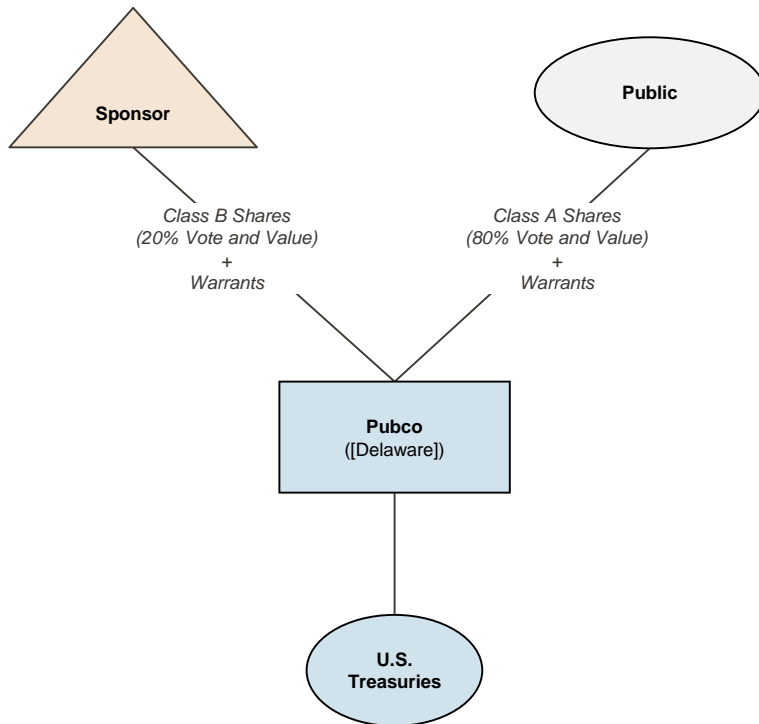 Sponsor
Public
Class B Shares
(20% Vote and Value)
+
Warrants
Class A Shares
(80% Vote and Value)
+
Warrants
Pubco
([Delaware])
U.S.
Treasuries